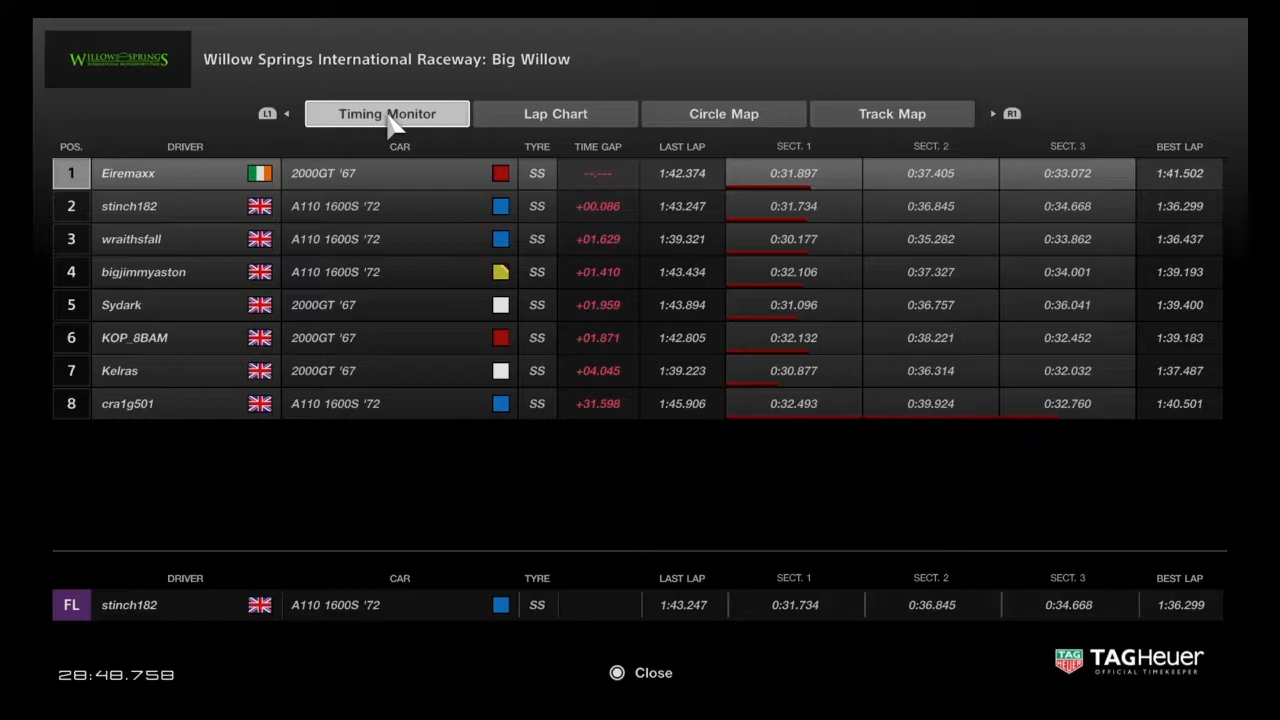 WILLOW SPRINGS
INTERNATIONAL MOTORSPORTS PARK
Willow Springs International Raceway: Big Willow
L1 Timing Monitor Lap Chart Circle Map Track Map R1
POS. DRIVER CAR TYRE TIME GAP LAST LAP SECT. 1 SECT. 2 SECT. 3 BEST LAP
1 Eiremaxx 2000GT '67 SS --.--- 1:42.374 0:31.897 0:37.405 0:33.072 1:41.502
2 stinch182 A110 1600S '72 SS +00.086 1:43.247 0:31.734 0:36.845 0:34.668 1:36.299
3 wraithsfall A110 1600S '72 SS +01.629 1:39.321 0:30.177 0:35.282 0:33.862 1:36.437
4 bigjimmyaston A110 1600S '72 SS +01.410 1:43.434 0:32.106 0:37.327 0:34.001 1:39.193
5 Sydark 2000GT '67 SS +01.959 1:43.894 0:31.096 0:36.757 0:36.041 1:39.400
6 KOP_8BAM 2000GT '67 SS +01.871 1:42.805 0:32.132 0:38.221 0:32.452 1:39.183
7 Kelras 2000GT '67 SS +04.045 1:39.223 0:30.877 0:36.314 0:32.032 1:37.487
8 cra1g501 A110 1600S '72 SS +31.598 1:45.906 0:32.493 0:39.924 0:32.760 1:40.501
DRIVER CAR TYRE LAST LAP SECT. 1 SECT. 2 SECT. 3 BEST LAP
FL stinch182 A110 1600S '72 SS 1:43.247 0:31.734 0:36.845 0:34.668 1:36.299
28:48.758
Close
TAG HEUER TAGHeuer
OFFICIAL TIMEKEEPER